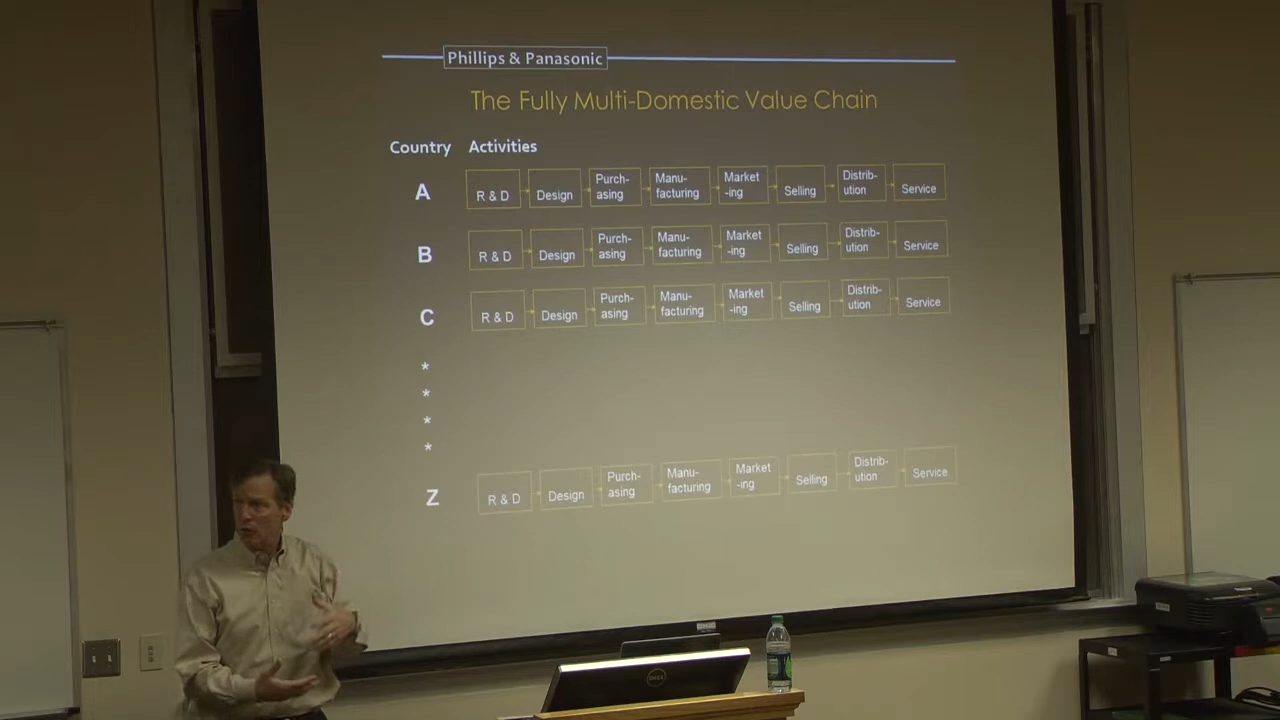 Phillips & Panasonic
The Fully Multi-Domestic Value Chain
Country Activities
A R & D Design Purch-asing Manu-facturing Market-ing Selling Distrib-ution Service
B R & D Design Purch-asing Manu-facturing Market-ing Selling Distrib-ution Service
C R & D Design Purch-asing Manu-facturing Market-ing Selling Distrib-ution Service
*
*
*
*
Z R & D Design Purch-asing Manu-facturing Market-ing Selling Distrib-ution Service
DELL